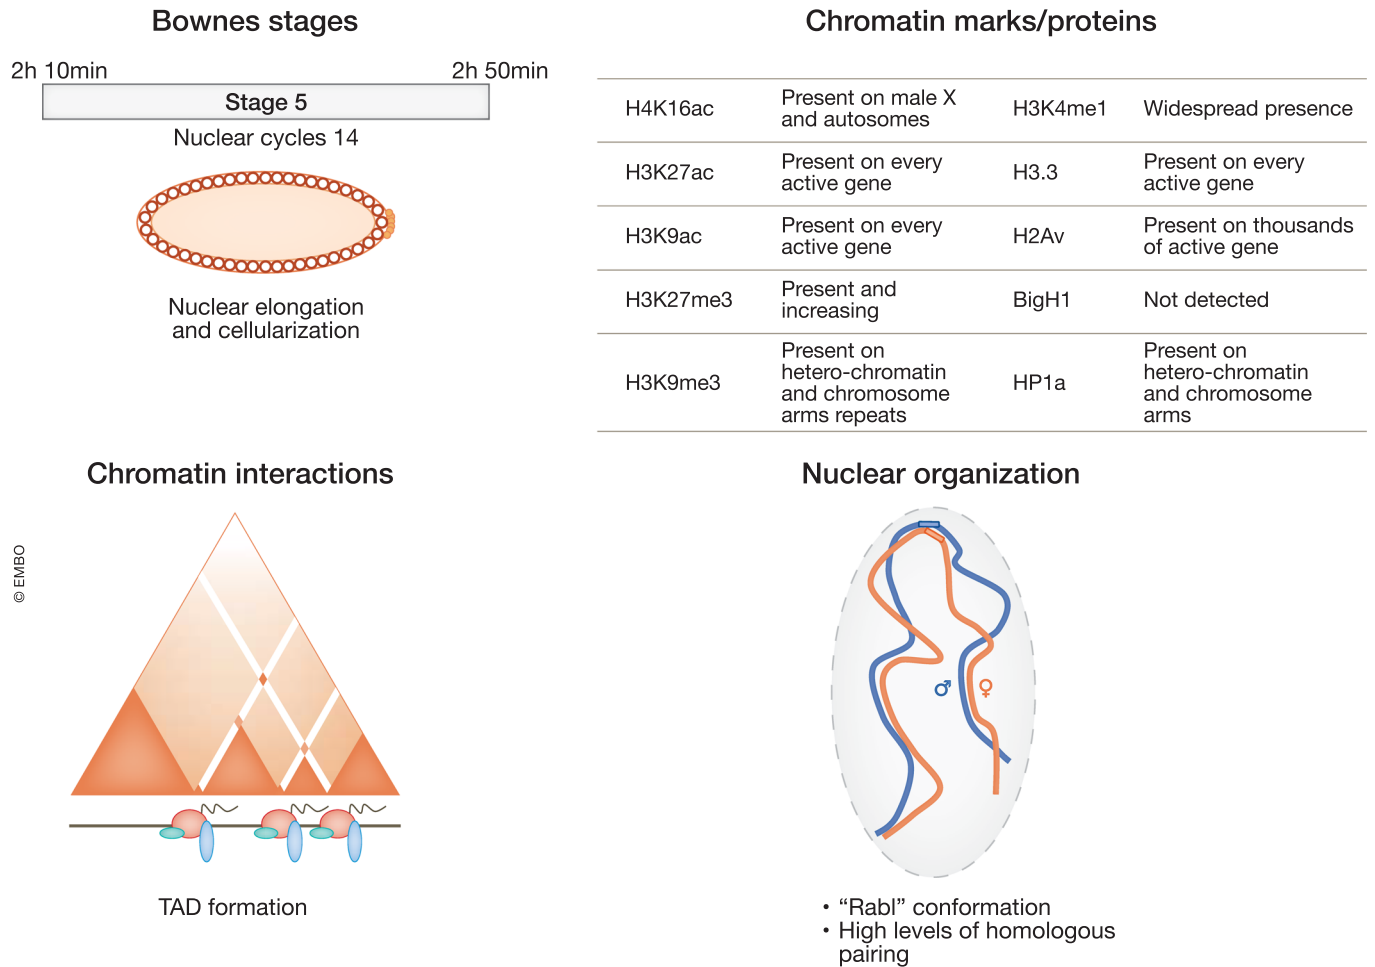 Bownes stages
2h 10min
2h 50min
Stage 5
Nuclear cycles 14
Nuclear elongation
and cellularization
Chromatin marks/proteins
H4K16ac
Present on male X
and autosomes
H3K4me1
Widespread presence
H3K27ac
Present on every
active gene
H3.3
Present on every
active gene
H3K9ac
Present on every
active gene
H2Av
Present on thousands
of active gene
H3K27me3
Present and
increasing
BigH1
Not detected
H3K9me3
Present on
hetero-chromatin
and chromosome
arms repeats
HP1a
Present on
hetero-chromatin
and chromosome
arms
Chromatin interactions
© EMBO
TAD formation
Nuclear organization
♂ ♀
• “Rabl” conformation
• High levels of homologous
pairing